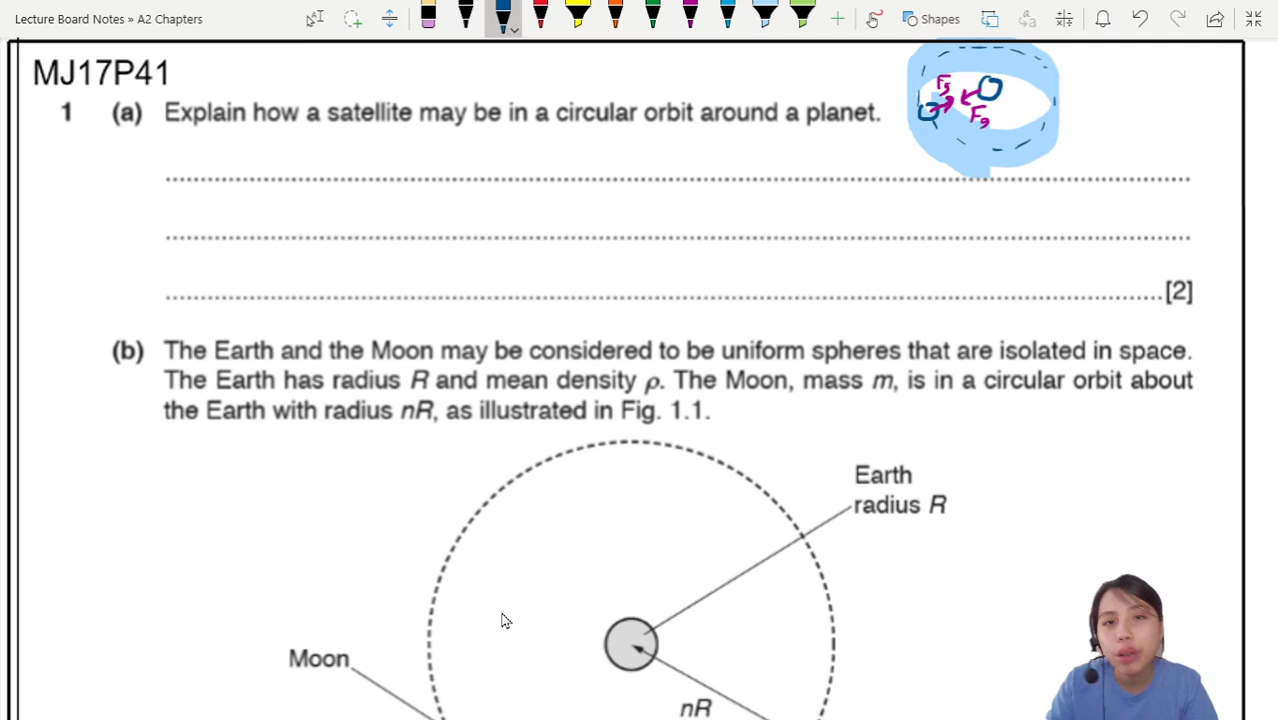 Lecture Board Notes » A2 Chapters
Shapes
MJ17P41
1 (a) Explain how a satellite may be in a circular orbit around a planet.
Fg
Fg
[2]
(b) The Earth and the Moon may be considered to be uniform spheres that are isolated in space.
The Earth has radius R and mean density ρ. The Moon, mass m, is in a circular orbit about
the Earth with radius nR, as illustrated in Fig. 1.1.
Earth
radius R
Moon
nR